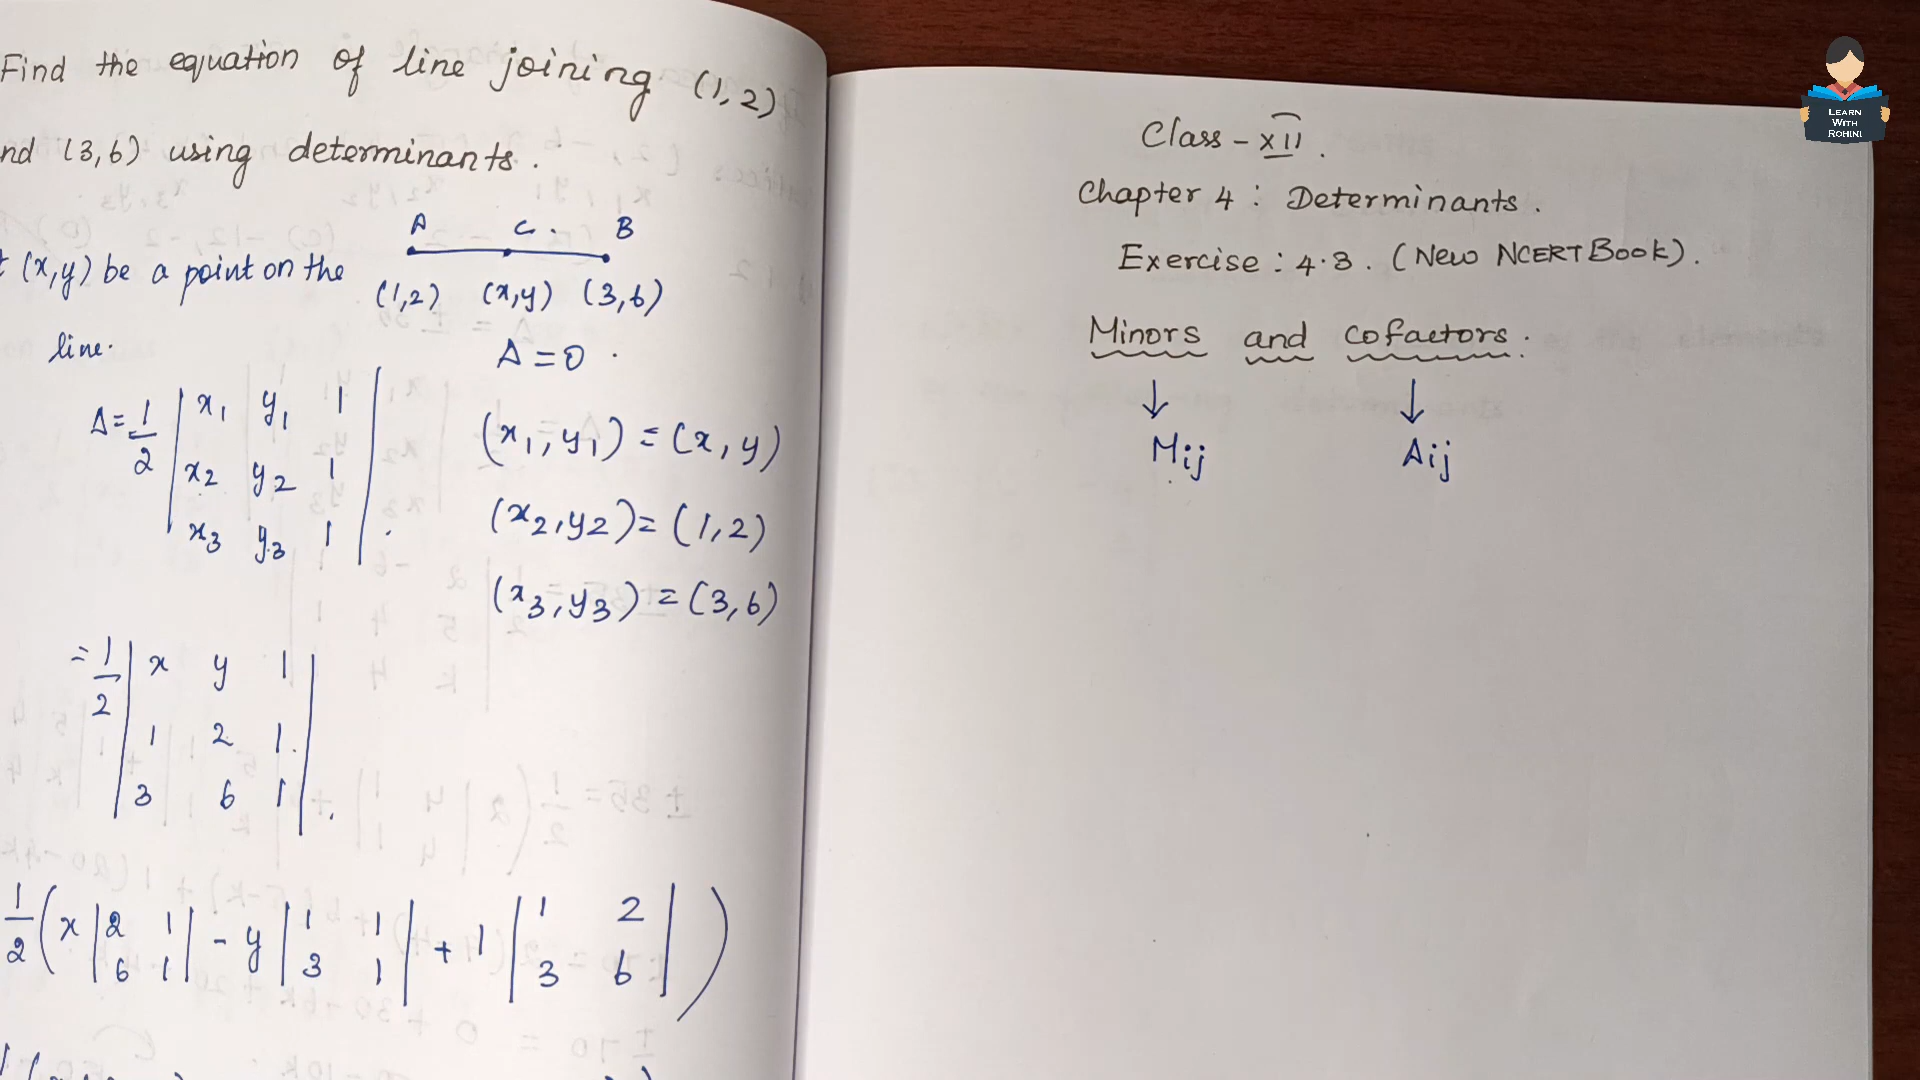 Find the equation of line joining (1,2)
nd (3,6) using determinants.
A C. B
(x,y) be a point on the
(1,2) (x,y) (3,6)
line.
Δ=0
Δ=1/2 | x1 y1 1 |
| x2 y2 1 |
| x3 y3 1 |
(x1,y1)=(x,y)
(x2,y2)=(1,2)
(x3,y3)=(3,6)
=1/2 | x y 1 |
| 1 2 1 |
| 3 6 1 |
1/2 ( x |2 1| - y |1 1| + 1 |1 2| )
|6 1| |3 1| |3 6|
Class - XII.
Chapter 4 : Determinants.
Exercise : 4.3. (New NCERT Book).
Minors and cofactors.
↓ ↓
Mij Aij
LEARN
WITH
ROHINI